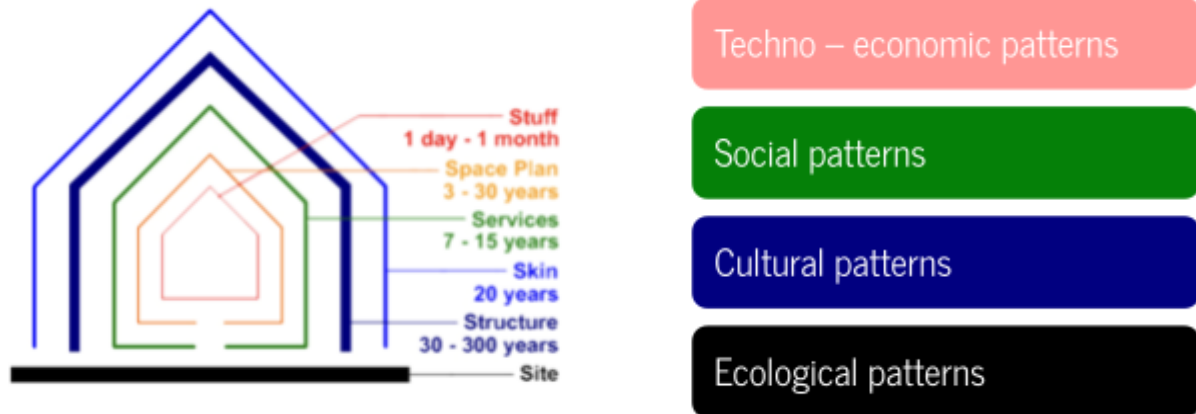 Stuff
1 day - 1 month
Space Plan
3 - 30 years
Services
7 - 15 years
Skin
20 years
Structure
30 - 300 years
Site
Techno – economic patterns
Social patterns
Cultural patterns
Ecological patterns